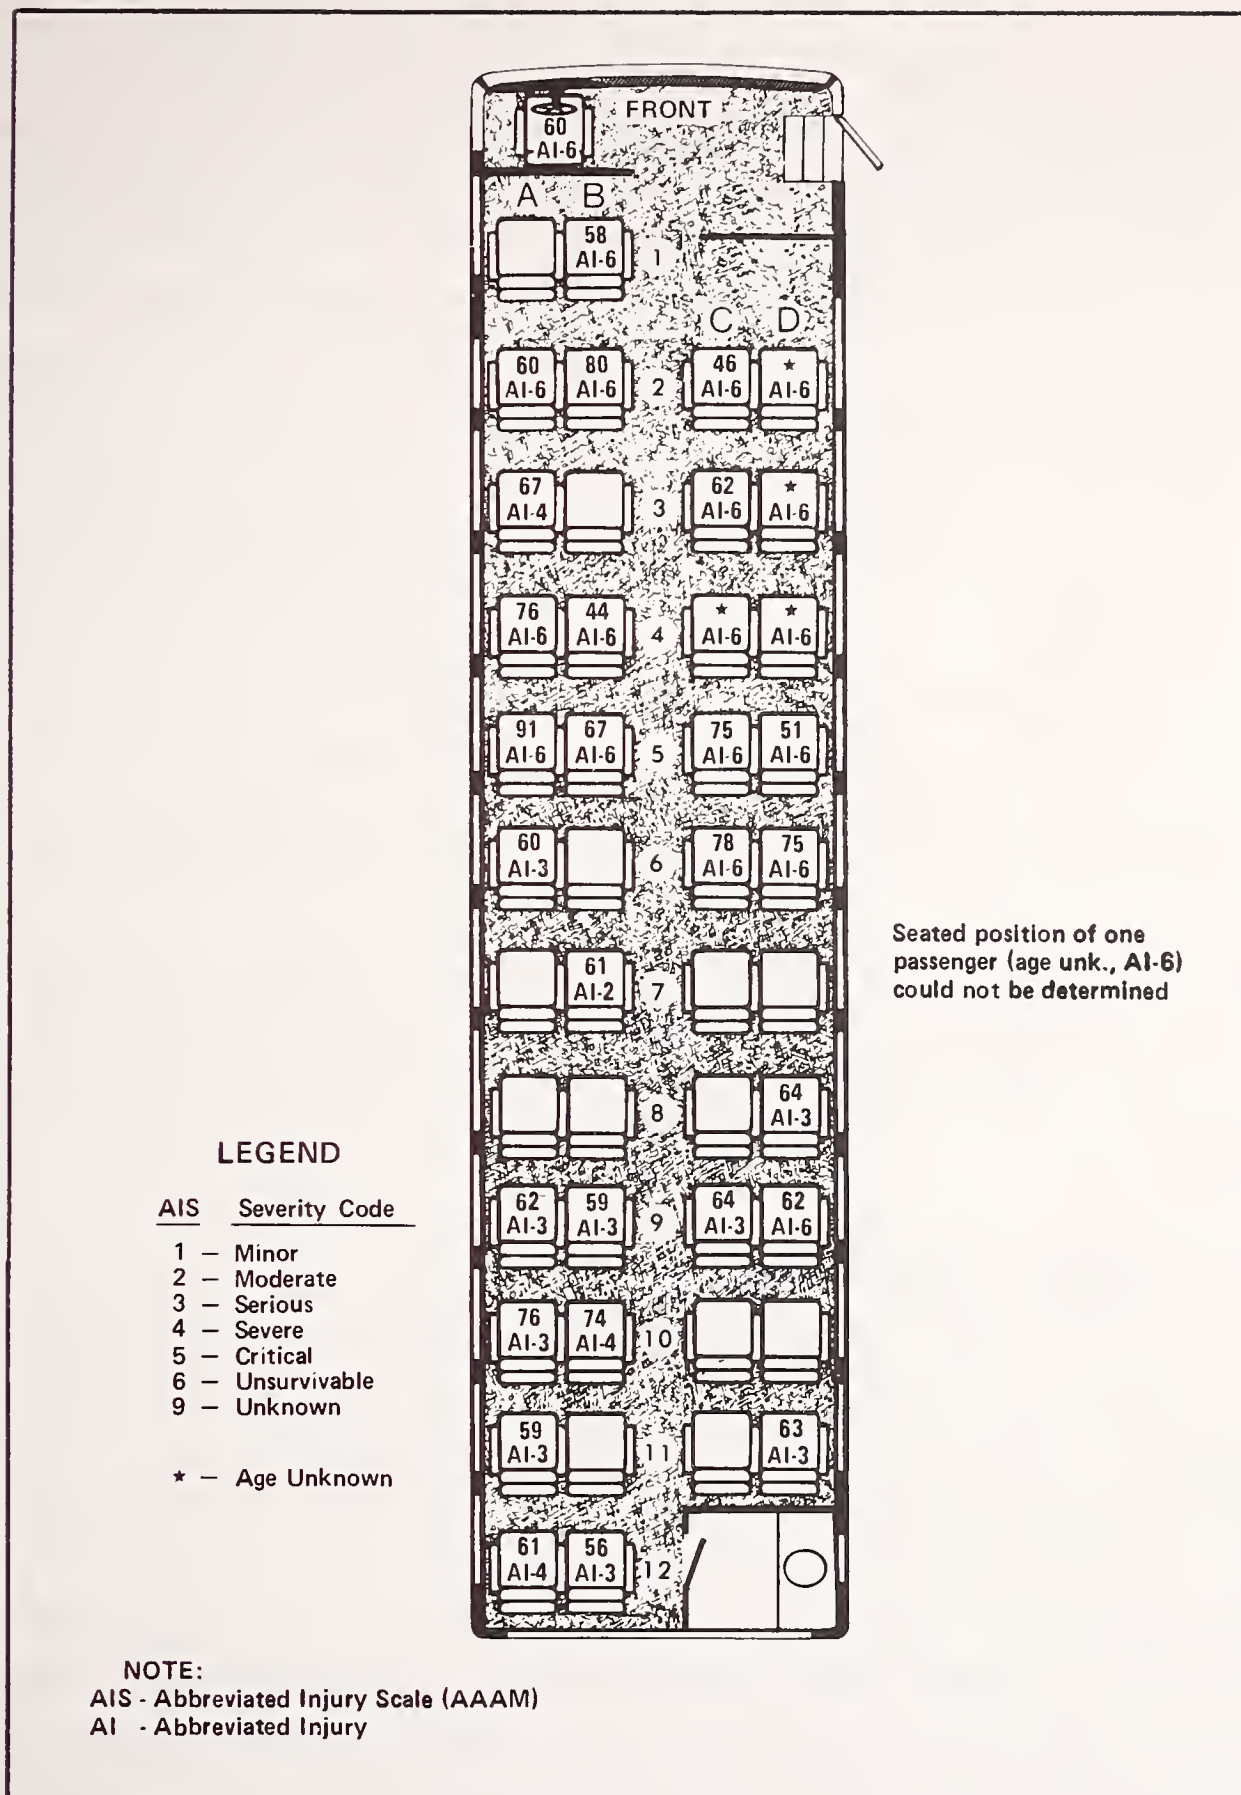 FRONT
60
AI-6
A B
58
AI-6
1
C D
60 80 2 46 ★
AI-6 AI-6 AI-6 AI-6
67 3 62 ★
AI-4 AI-6 AI-6
76 44 4 ★ ★
AI-6 AI-6 AI-6 AI-6
91 67 5 75 51
AI-6 AI-6 AI-6 AI-6
60 6 78 75
AI-3 AI-6 AI-6
Seated position of one
passenger (age unk., AI-6)
could not be determined
61 7
AI-2
8 64
AI-3
62 59 9 64 62
AI-3 AI-3 AI-3 AI-6
76 74 10
AI-3 AI-4
59 11 63
AI-3 AI-3
61 56 12
AI-4 AI-3
LEGEND
AIS Severity Code
1 – Minor
2 – Moderate
3 – Serious
4 – Severe
5 – Critical
6 – Unsurvivable
9 – Unknown
★ – Age Unknown
NOTE:
AIS - Abbreviated Injury Scale (AAAM)
AI - Abbreviated Injury